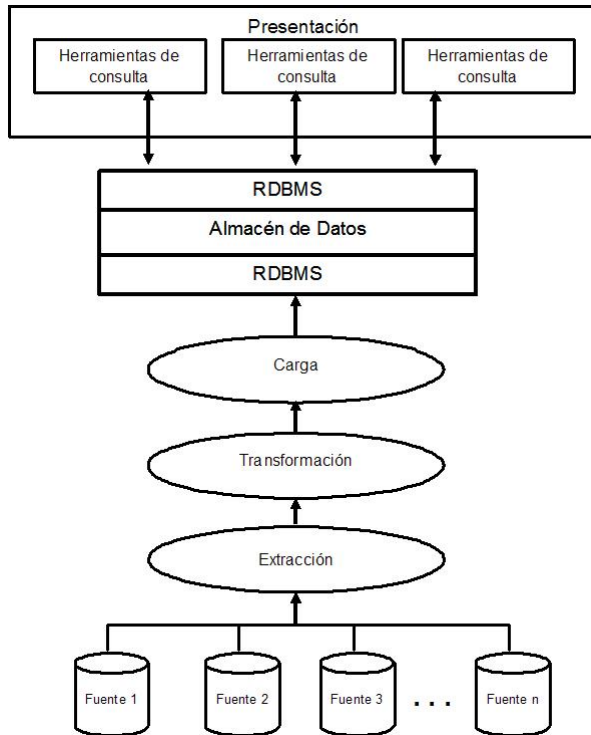 Presentación
Herramientas de
consulta
Herramientas de
consulta
Herramientas de
consulta
RDBMS
Almacén de Datos
RDBMS
Carga
Transformación
Extracción
Fuente 1
Fuente 2
Fuente 3
. . .
Fuente n